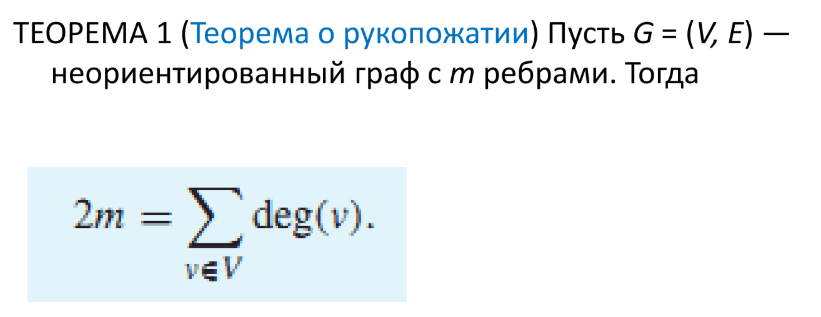 ТЕОРЕМА 1 (Теорема о рукопожатии) Пусть G = (V, E) —
неориентированный граф с m ребрами. Тогда
2m = ∑ deg(v).
v∈V